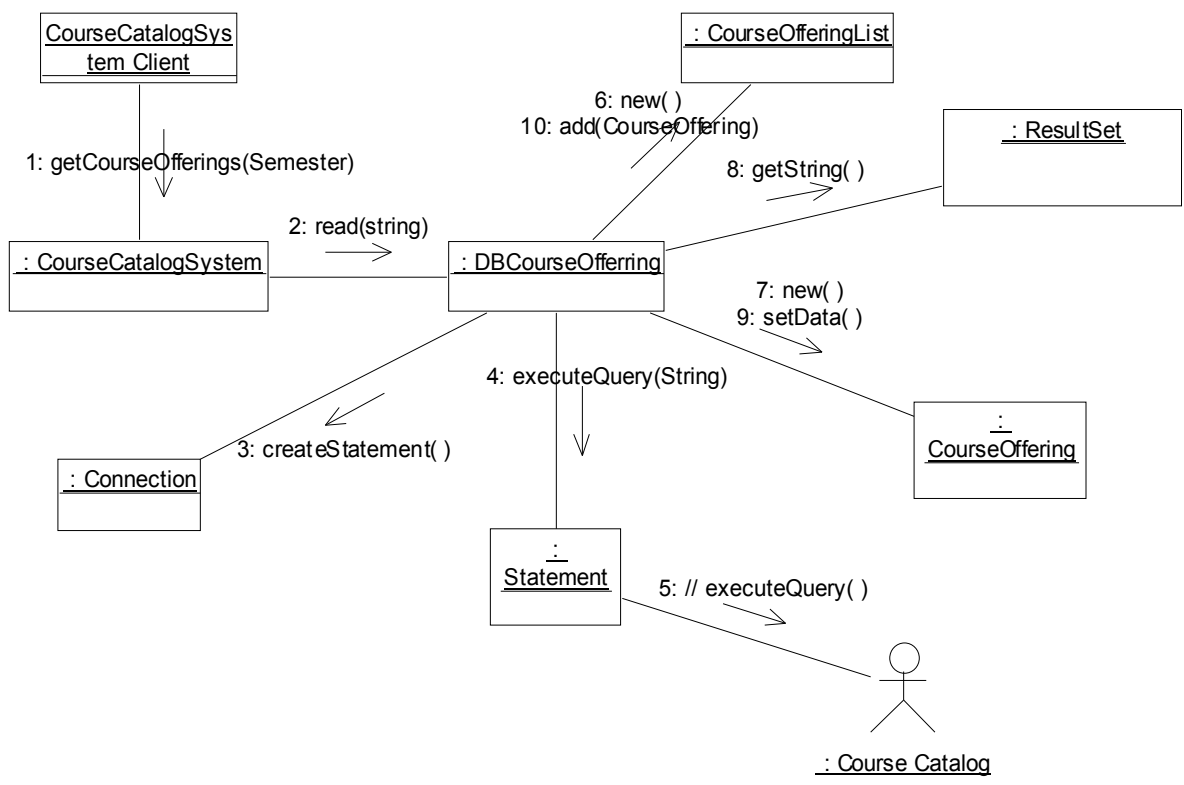 CourseCatalogSys
tem Client
: CourseOfferingList
6: new( )
10: add(CourseOffering)
: ResultSet
1: getCourseOfferings(Semester)
8: getString( )
2: read(string)
: CourseCatalogSystem
: DBCourseOfferring
7: new( )
9: setData( )
4: executeQuery(String)
3: createStatement( )
:
CourseOffering
: Connection
:
Statement
5: // executeQuery( )
: Course Catalog